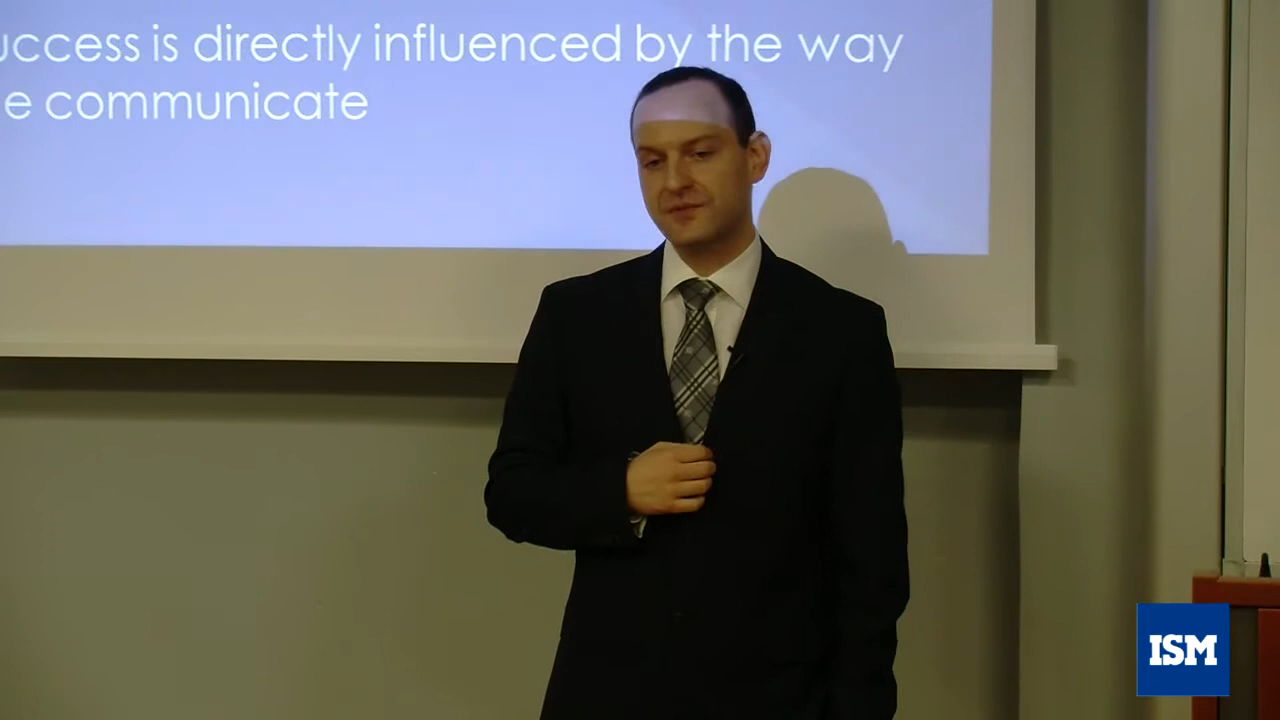 uccess is directly influenced by the way
e communicate
ISM